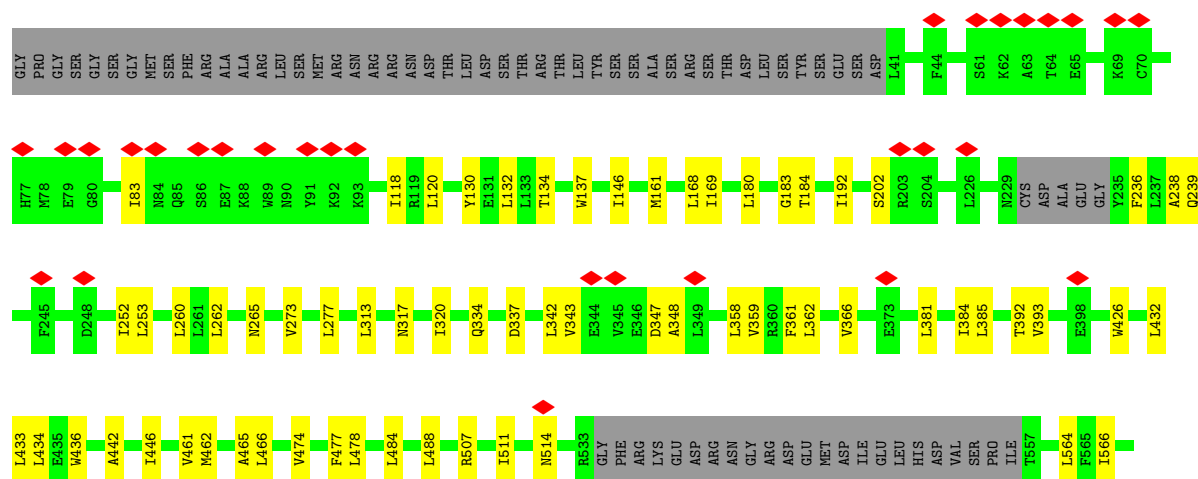 GLY PRO GLY SER GLY SER GLY MET SER PHE ARG ALA ALA ARG LEU SER MET ARG ASN ARG ARG ASN ASP THR LEU ASP SER THR ARG THR LEU TYR SER SER ALA SER ARG SER THR ASP LEU SER TYR SER GLU SER ASP L41 F44 S61 K62 A63 T64 E65 K69 C70
H77 M78 E79 G80 I83 N84 Q85 S86 E87 K88 W89 N90 Y91 K92 K93 I118 R119 L120 Y130 E131 L132 L133 T134 W137 I146 M161 L168 I169 L180 G183 T184 I192 S202 R203 S204 L226 N229 CYS ASP ALA GLU GLY Y235 F236 L237 A238 Q239
F245 D248 I252 L253 L260 L261 L262 N265 V273 L277 L313 N317 I320 Q334 D337 L342 V343 E344 V345 E346 D347 A348 L349 L358 V359 R360 F361 L362 V366 E373 L381 I384 L385 T392 V393 E398 W426 L432
L433 L434 E435 W436 A442 I446 V461 M462 A465 L466 V474 F477 L478 L484 L488 R507 I511 N514 R533 GLY PHE ARG LYS GLU ASP ARG ASN GLY ARG ASP GLU MET ASP ILE GLU LEU HIS ASP VAL SER PRO ILE T557 L564 F565 I566